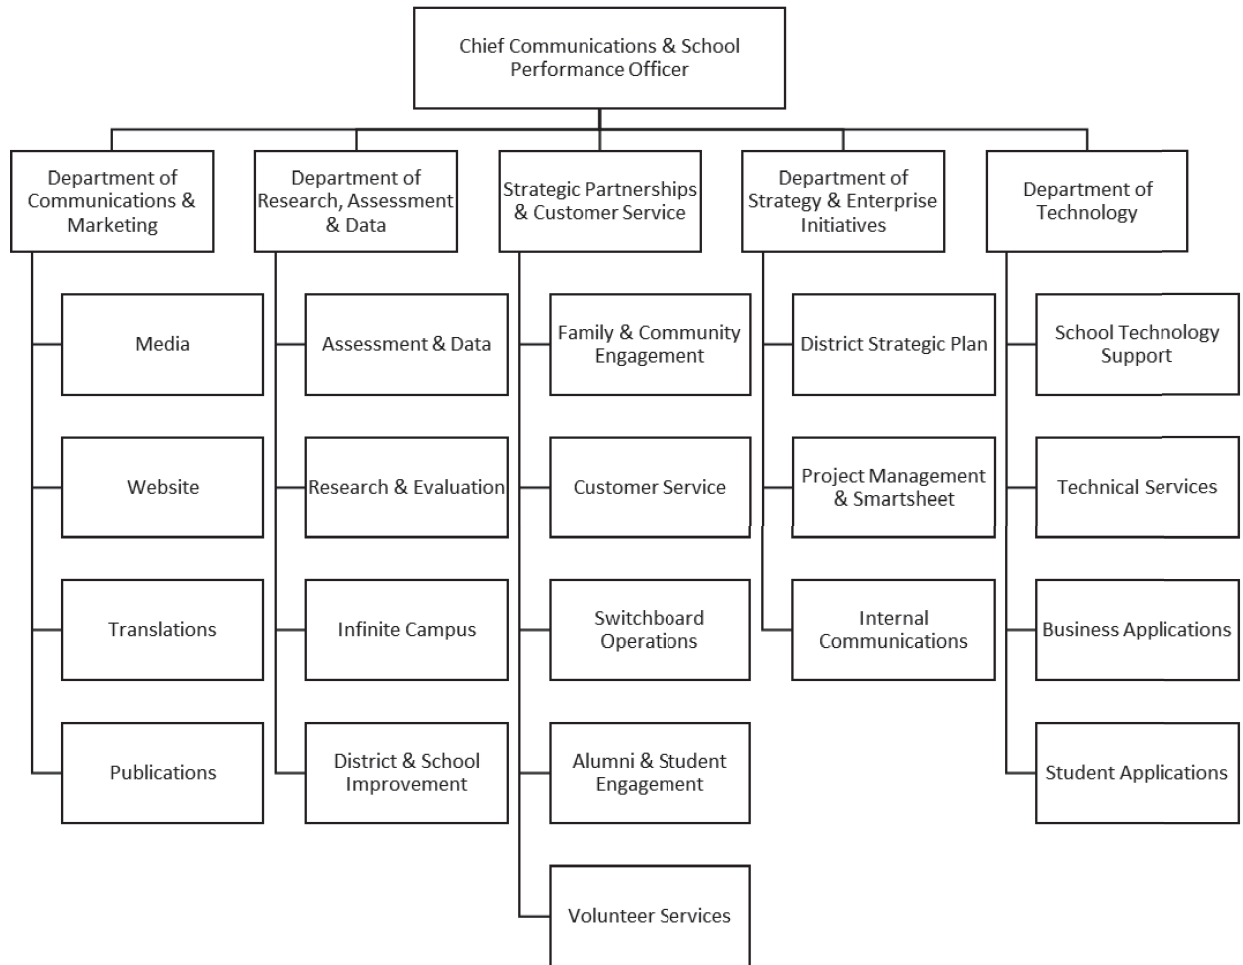 Chief Communications & School
Performance Officer
Department of
Communications &
Marketing
Department of
Research, Assessment
& Data
Strategic Partnerships
& Customer Service
Department of
Strategy & Enterprise
Initiatives
Department of
Technology
Media
Assessment & Data
Family & Community
Engagement
District Strategic Plan
School Technology
Support
Website
Research & Evaluation
Customer Service
Project Management
& Smartsheet
Technical Services
Translations
Infinite Campus
Switchboard
Operations
Internal
Communications
Business Applications
Publications
District & School
Improvement
Alumni & Student
Engagement
Student Applications
Volunteer Services